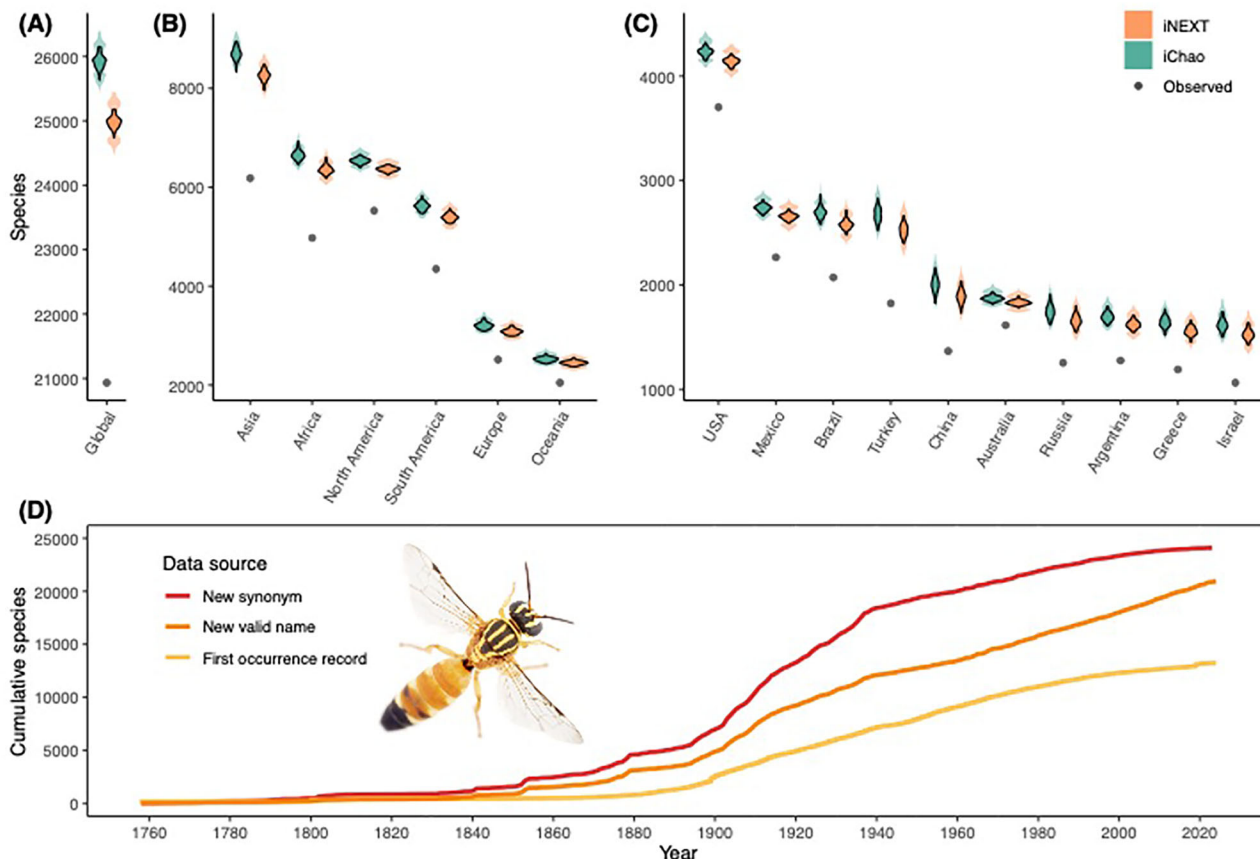 (A)
(B)
(C)
iNEXT
iChao
Observed
Species
26000
25000
24000
23000
22000
21000
Global
8000
6000
4000
2000
Asia
Africa
North America
South America
Europe
Oceania
4000
3000
2000
1000
USA
Mexico
Brazil
Turkey
China
Australia
Russia
Argentina
Greece
Israel
(D)
Cumulative species
25000
20000
15000
10000
5000
0
Data source
New synonym
New valid name
First occurrence record
1760 1780 1800 1820 1840 1860 1880 1900 1920 1940 1960 1980 2000 2020
Year